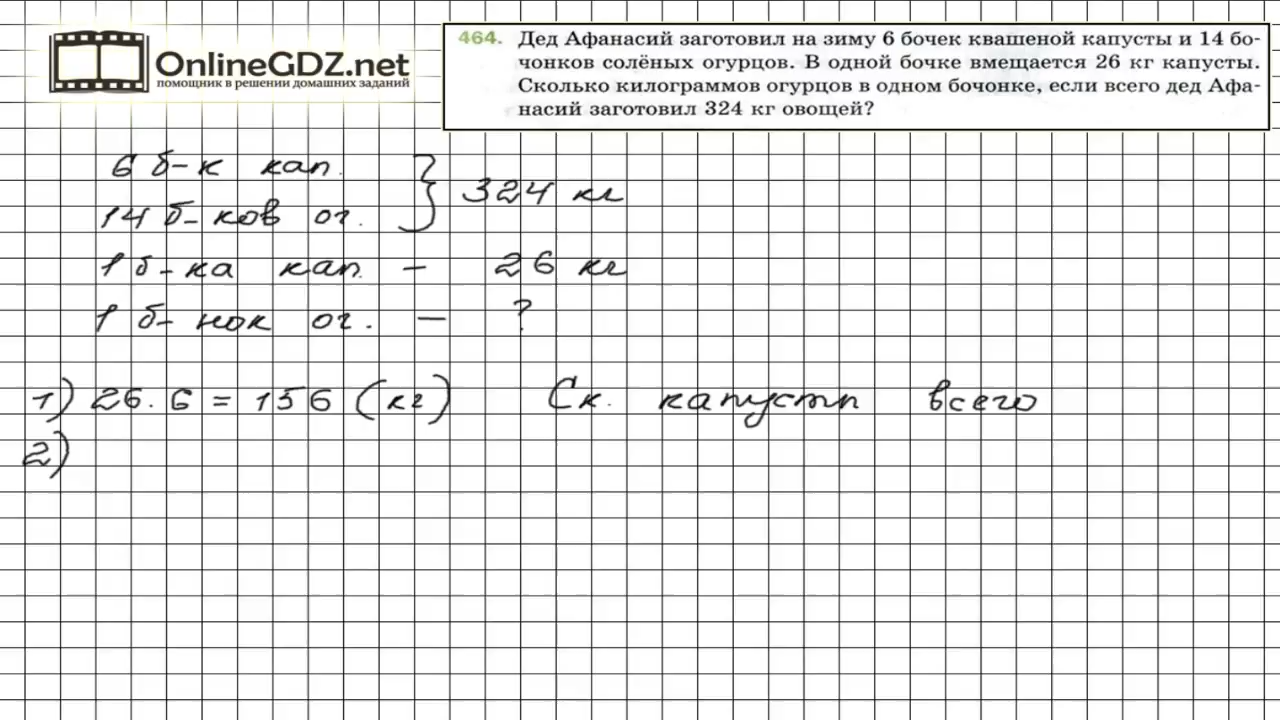 OnlineGDZ.net
помощник в решении домашних заданий
464. Дед Афанасий заготовил на зиму 6 бочек квашеной капусты и 14 бо-
чонков солёных огурцов. В одной бочке вмещается 26 кг капусты.
Сколько килограммов огурцов в одном бочонке, если всего дед Афа-
насий заготовил 324 кг овощей?
6 б-к кап. } 324 кг
14 б-ков ог.
1 б-ка кап. – 26 кг
1 б-нок ог. – ?
1) 26 · 6 = 156 (кг) Ск. капусты всего
2)